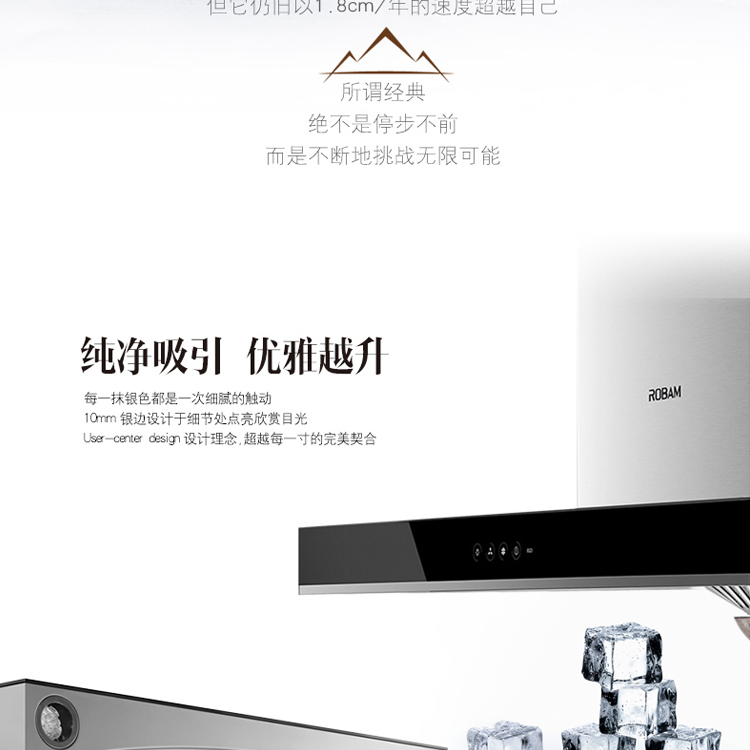 但它仍旧以1.8cm/年的速度超越自己
所谓经典
绝不是停步不前
而是不断地挑战无限可能
纯净吸引 优雅越升
每一抹银色都是一次细腻的触动
10mm 银边设计于细节处点亮欣赏目光
User-center design 设计理念,超越每一寸的完美契合
ROBAM